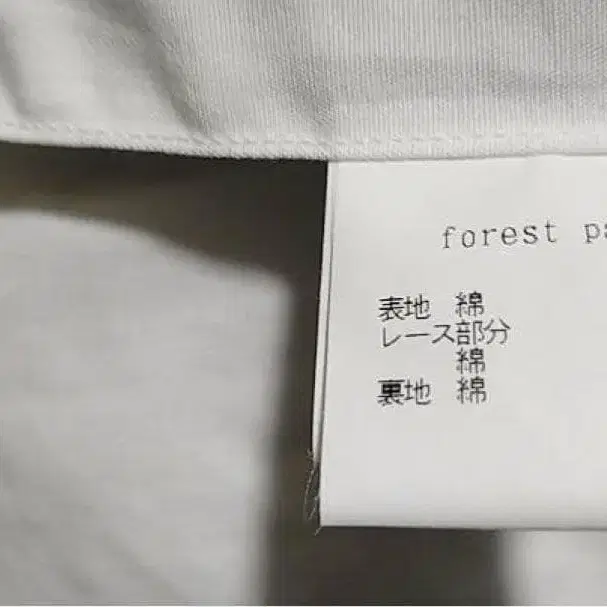 forest pa
表地 綿
レース部分
綿
裏地 綿